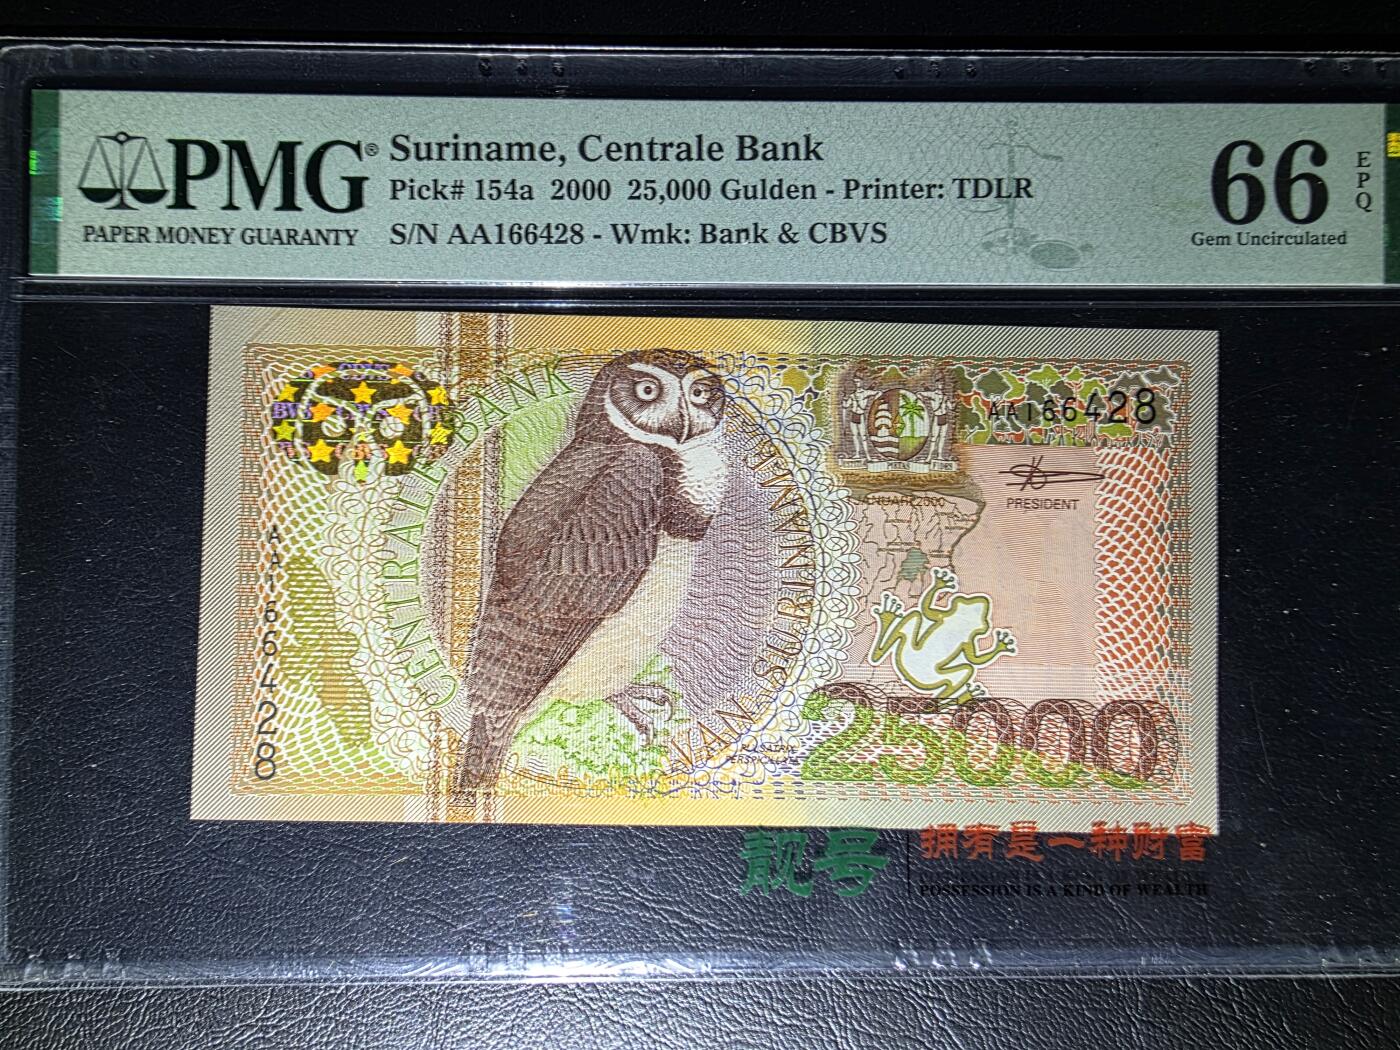 PMG®
PAPER MONEY GUARANTY
Suriname, Centrale Bank
Pick# 154a 2000 25,000 Gulden - Printer: TDLR
S/N AA166428 - Wmk: Bank & CBVS
66
EPQ
Gem Uncirculated
CENTRALE BANK
VAN SURINAME
AA166428
PRESIDENT
AA166428
25000
靓号
拥有是一种财富
POSSESSION IS A KIND OF WEALTH